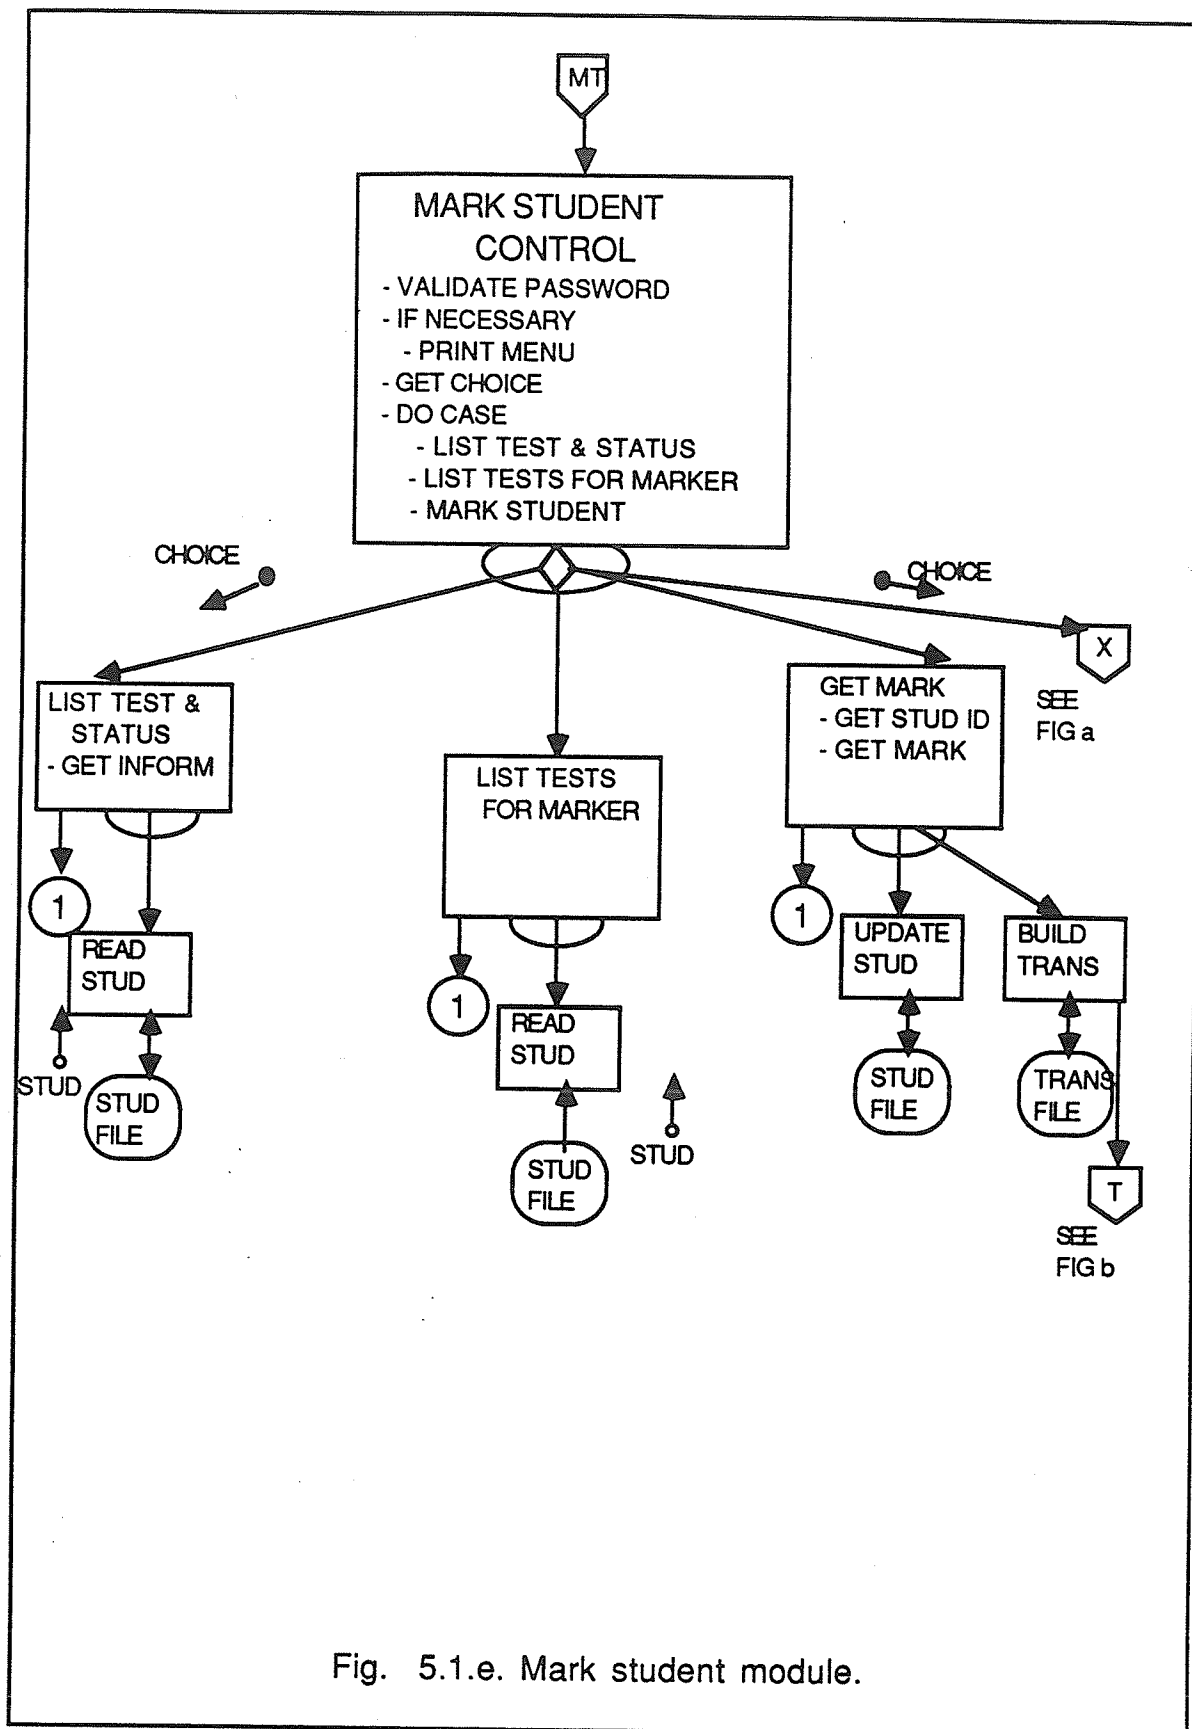 MT
MARK STUDENT
CONTROL
- VALIDATE PASSWORD
- IF NECESSARY
- PRINT MENU
- GET CHOICE
- DO CASE
- LIST TEST & STATUS
- LIST TESTS FOR MARKER
- MARK STUDENT
CHOICE
CHOICE
X
SEE
FIG a
LIST TEST &
STATUS
- GET INFORM
LIST TESTS
FOR MARKER
GET MARK
- GET STUD ID
- GET MARK
1
READ
STUD
STUD
STUD
FILE
1
READ
STUD
STUD
FILE
STUD
1
UPDATE
STUD
STUD
FILE
BUILD
TRANS
TRANS
FILE
T
SEE
FIG b
Fig. 5.1.e. Mark student module.